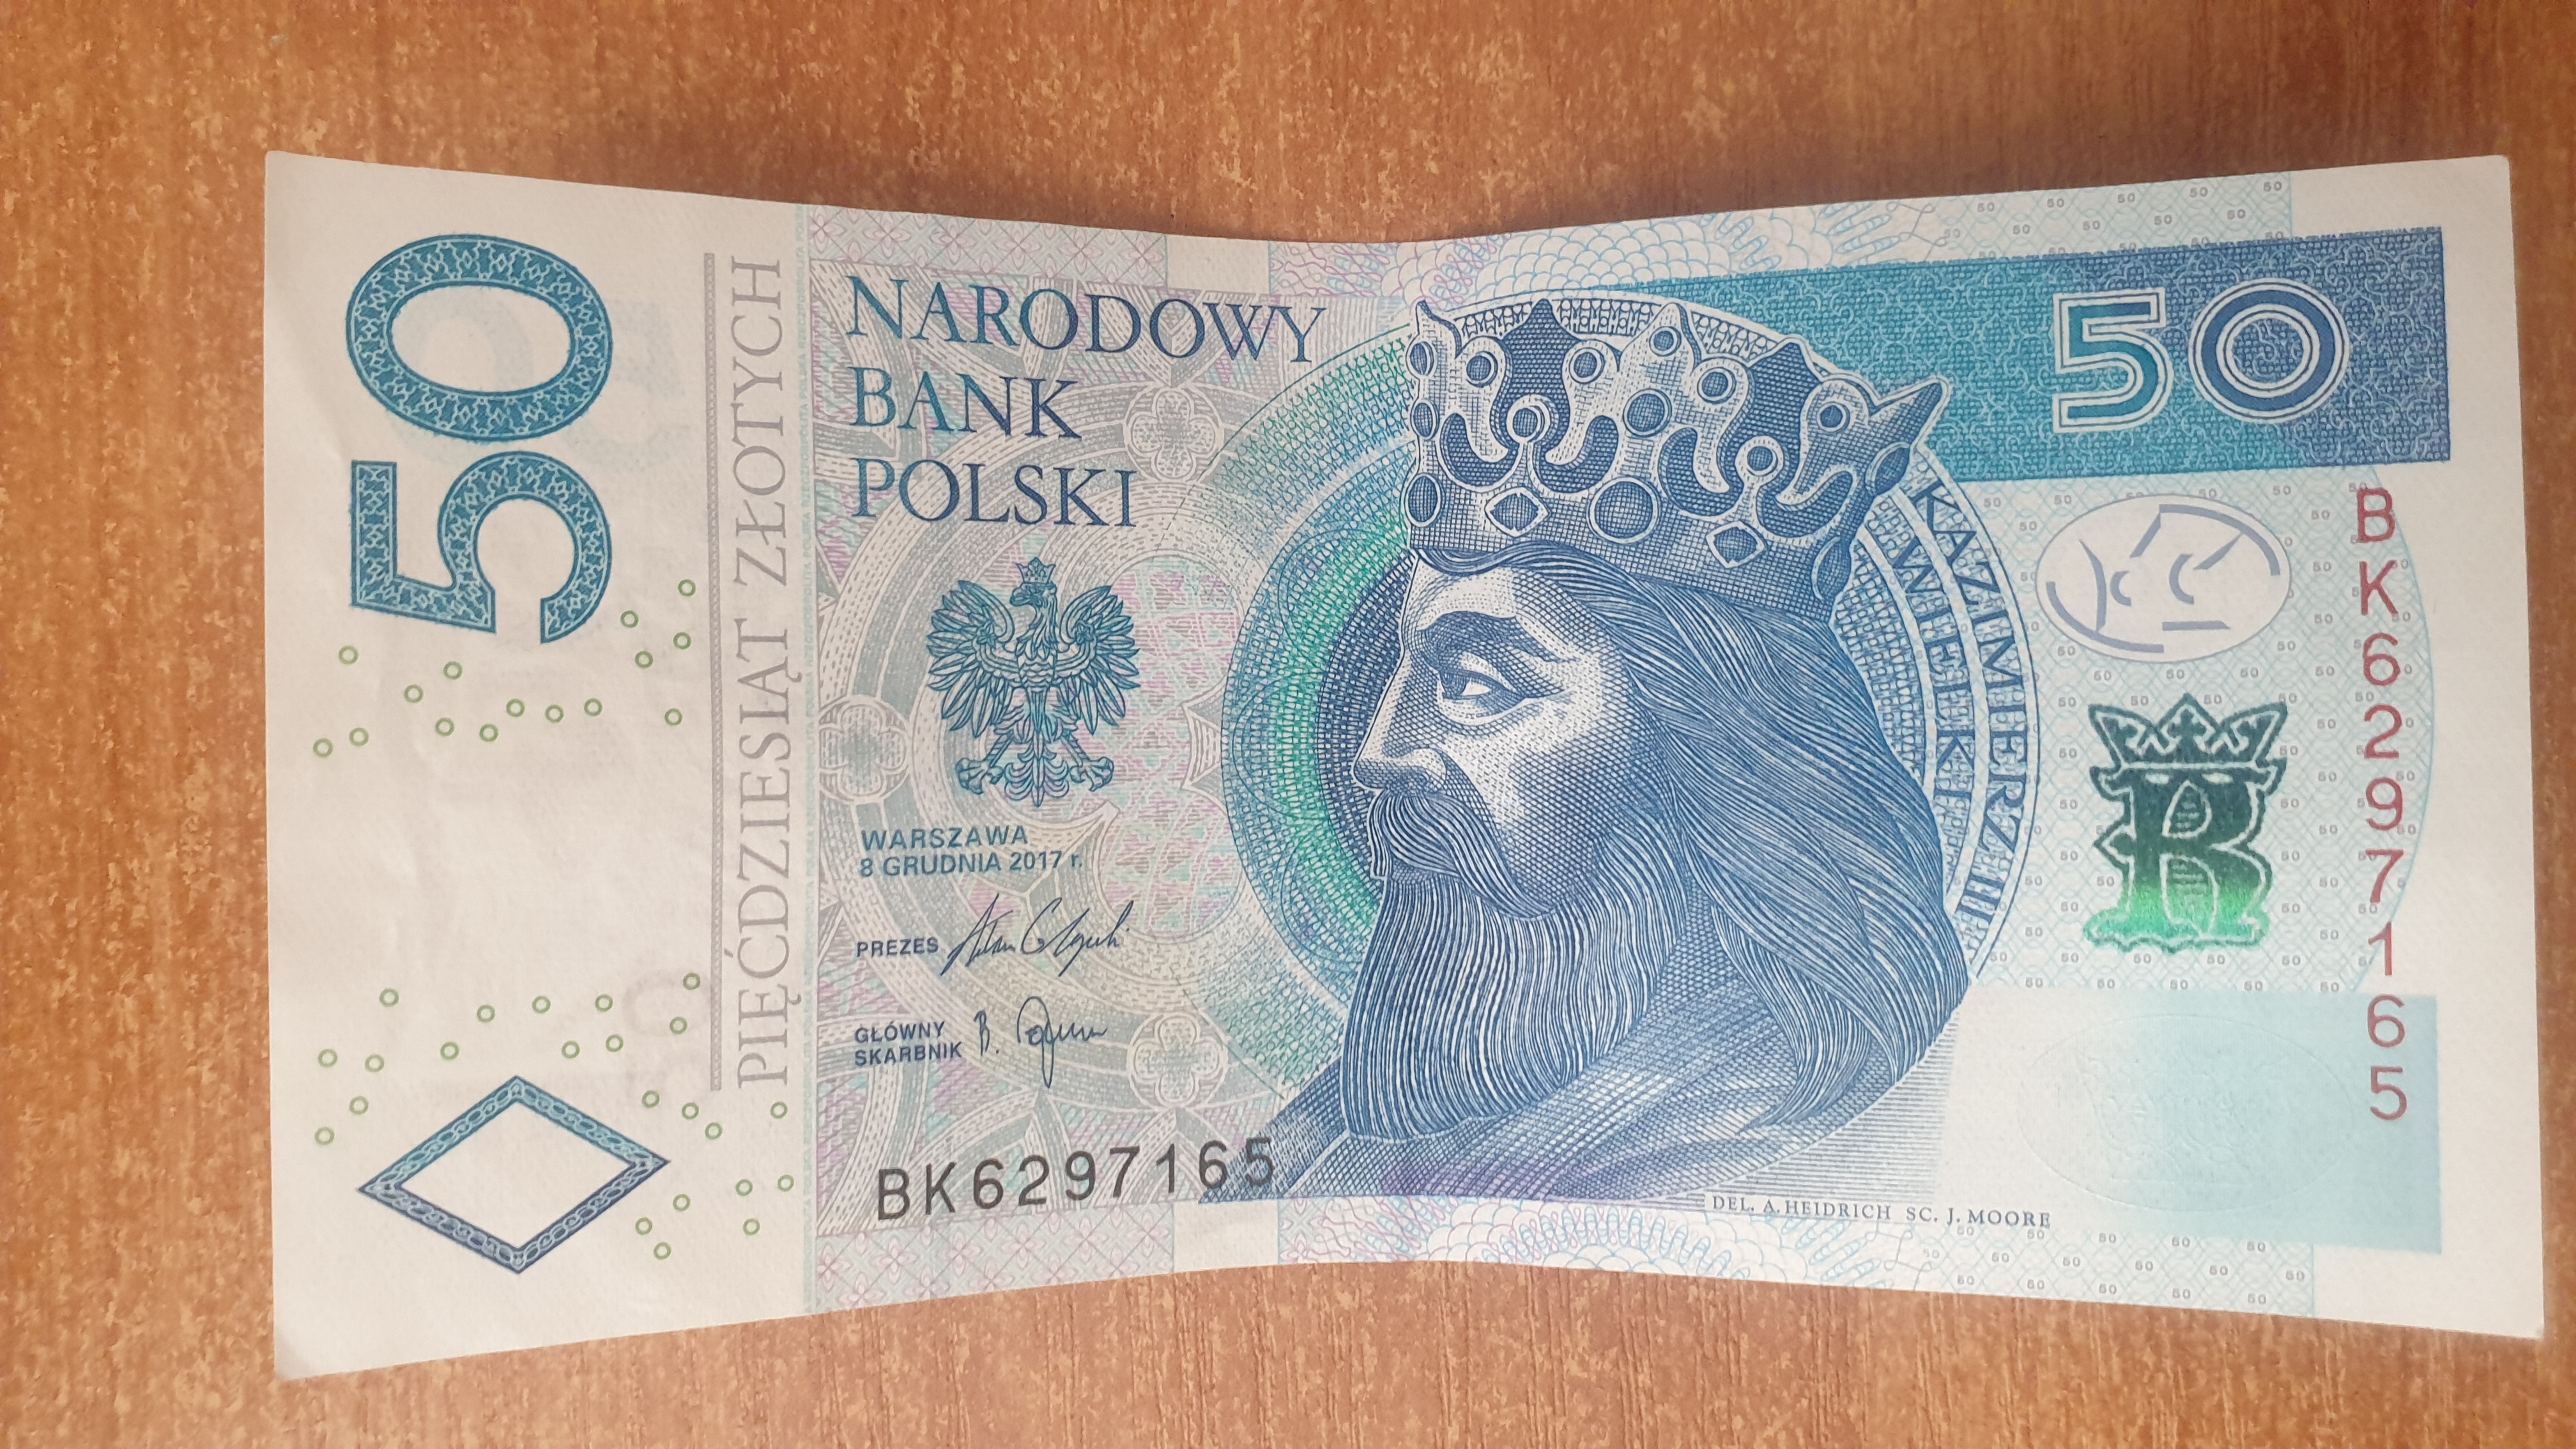 50
PIĘĆDZIESIĄT ZŁOTYCH
RZECZPOSPOLITA POLSKA RZECZPOSPOLITA POLSKA RZECZPOSPOLITA POLSKA RZECZPOSPOLITA POLSKA RZECZPOSPOLITA POLSKA
NARODOWY
BANK
POLSKI
WARSZAWA
8 GRUDNIA 2017 r.
PREZES
GŁÓWNY
SKARBNIK
BK6297165
KAZIMIERZ III
WIELKI
50
BK6297165
DEL. A.HEIDRICH SC. J. MOORE